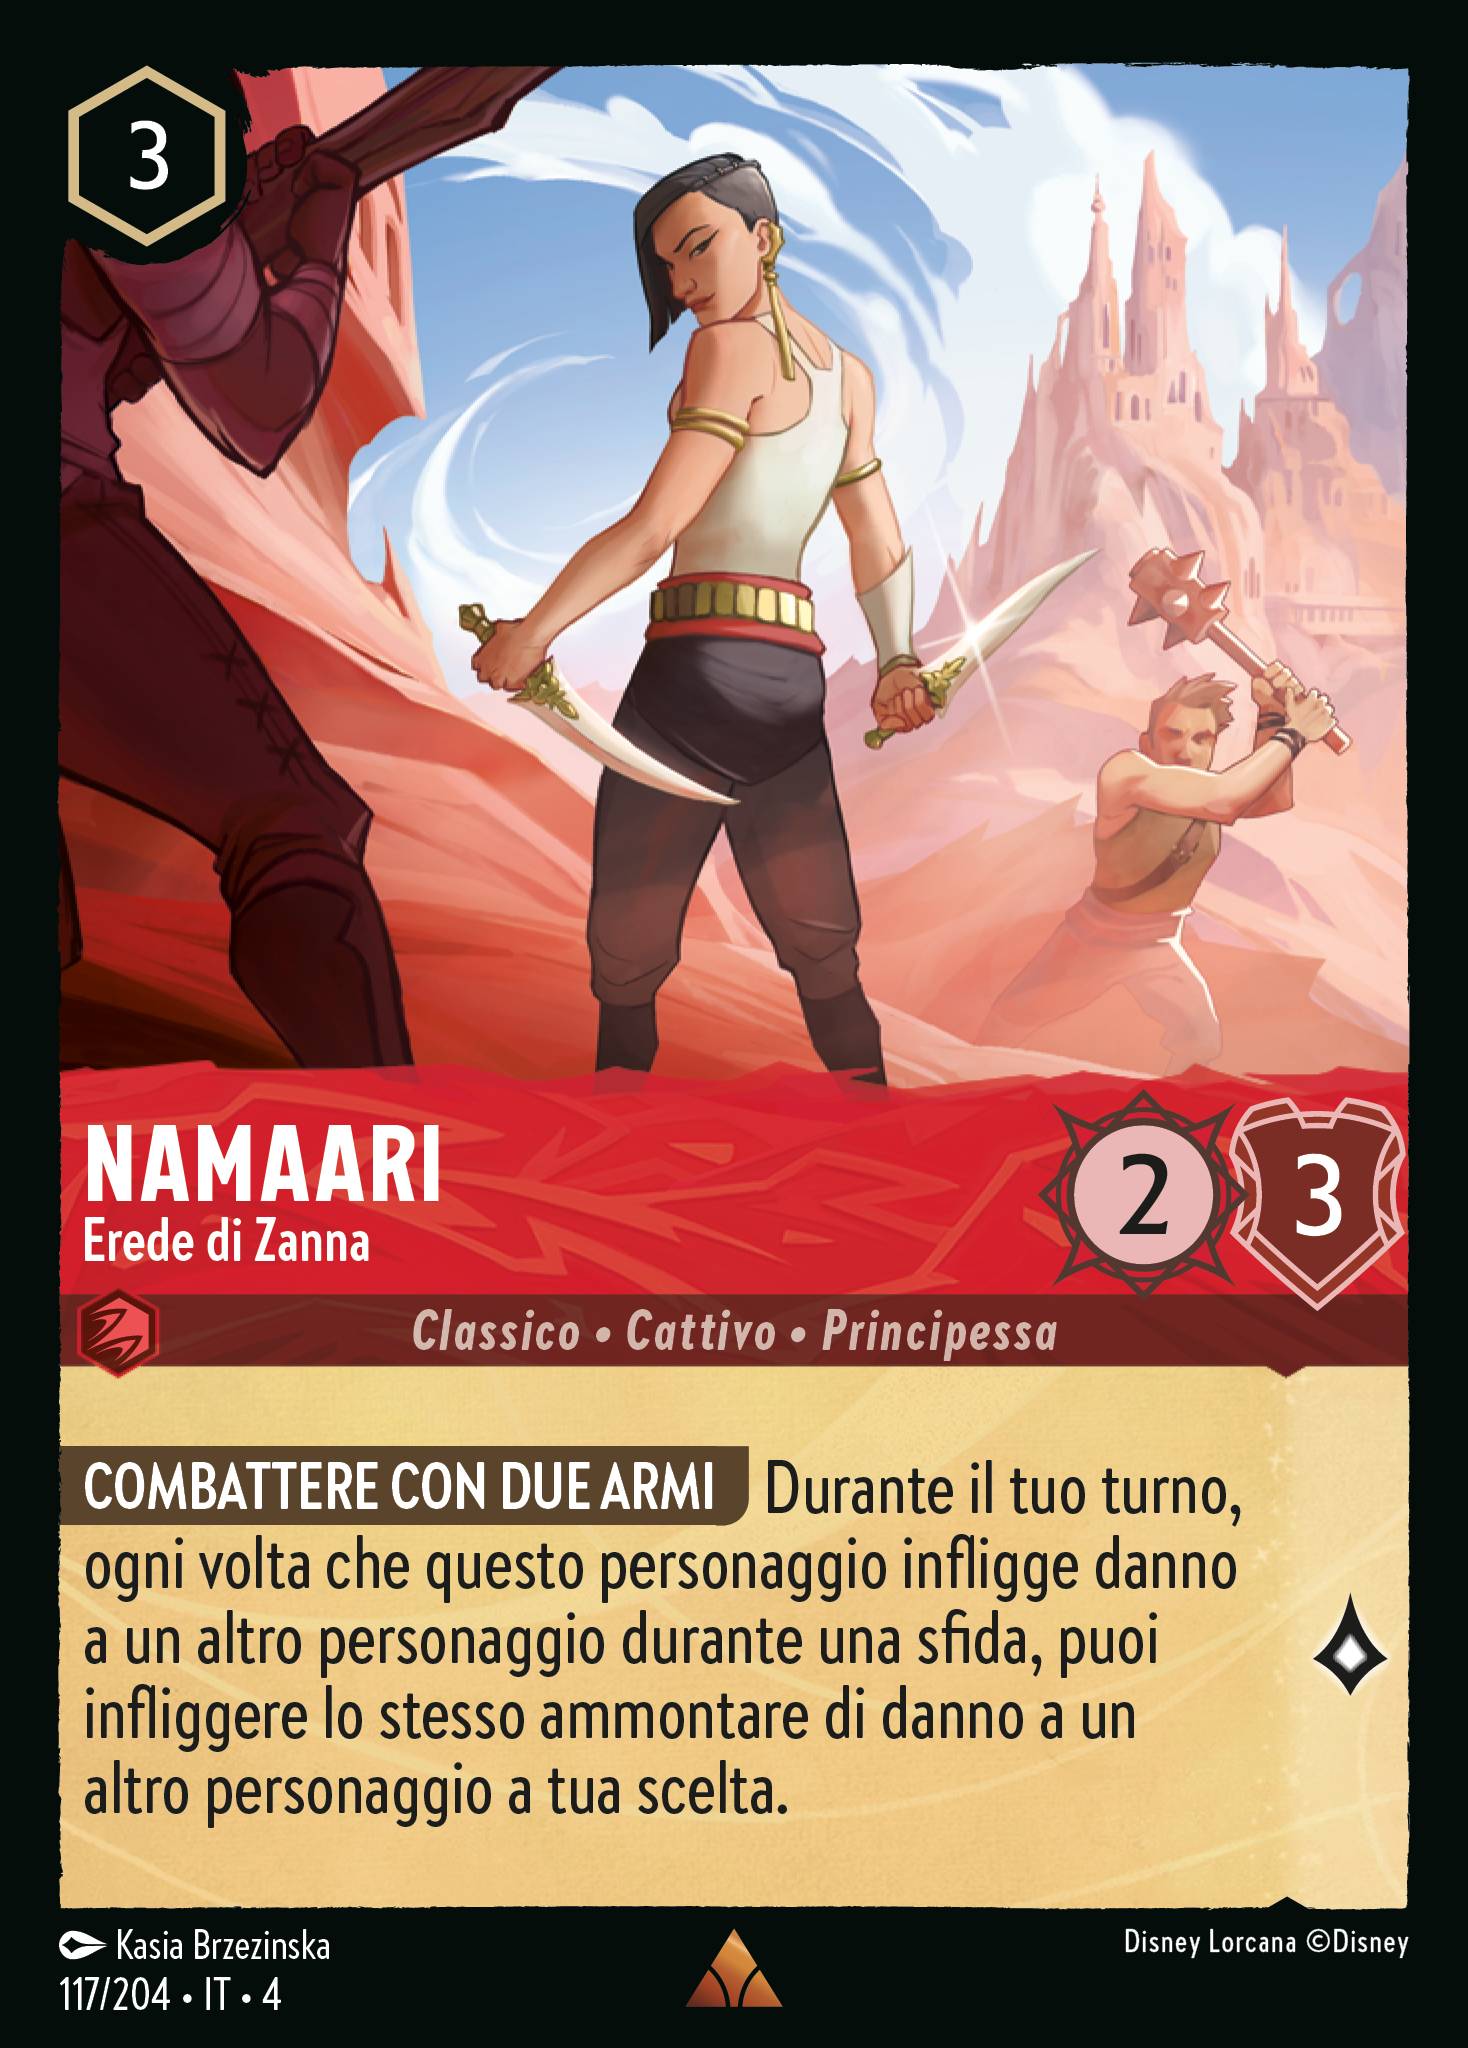 3
NAMAARI
Erede di Zanna
2 3
Classico • Cattivo • Principessa
COMBATTERE CON DUE ARMI Durante il tuo turno,
ogni volta che questo personaggio infligge danno
a un altro personaggio durante una sfida, puoi
infliggere lo stesso ammontare di danno a un
altro personaggio a tua scelta.
Kasia Brzezinska
Disney Lorcana ©Disney
117/204 • IT • 4